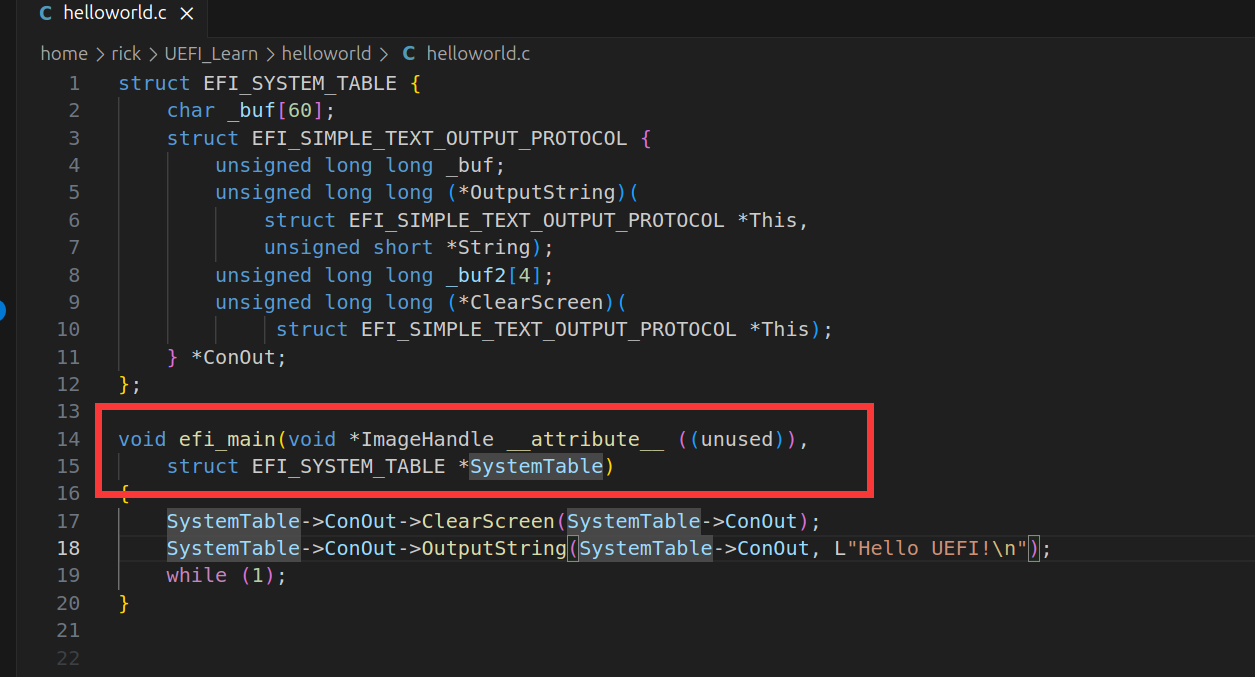 C helloworld.c ×
home > rick > UEFI_Learn > helloworld > C helloworld.c
1 struct EFI_SYSTEM_TABLE {
2     char _buf[60];
3     struct EFI_SIMPLE_TEXT_OUTPUT_PROTOCOL {
4         unsigned long long _buf;
5         unsigned long long (*OutputString)(
6             struct EFI_SIMPLE_TEXT_OUTPUT_PROTOCOL *This,
7             unsigned short *String);
8         unsigned long long _buf2[4];
9         unsigned long long (*ClearScreen)(
10             struct EFI_SIMPLE_TEXT_OUTPUT_PROTOCOL *This);
11     } *ConOut;
12 };
13
14 void efi_main(void *ImageHandle __attribute__ ((unused)),
15     struct EFI_SYSTEM_TABLE *SystemTable)
16 {
17     SystemTable->ConOut->ClearScreen(SystemTable->ConOut);
18     SystemTable->ConOut->OutputString(SystemTable->ConOut, L"Hello UEFI!\n");
19     while (1);
20 }
21
22